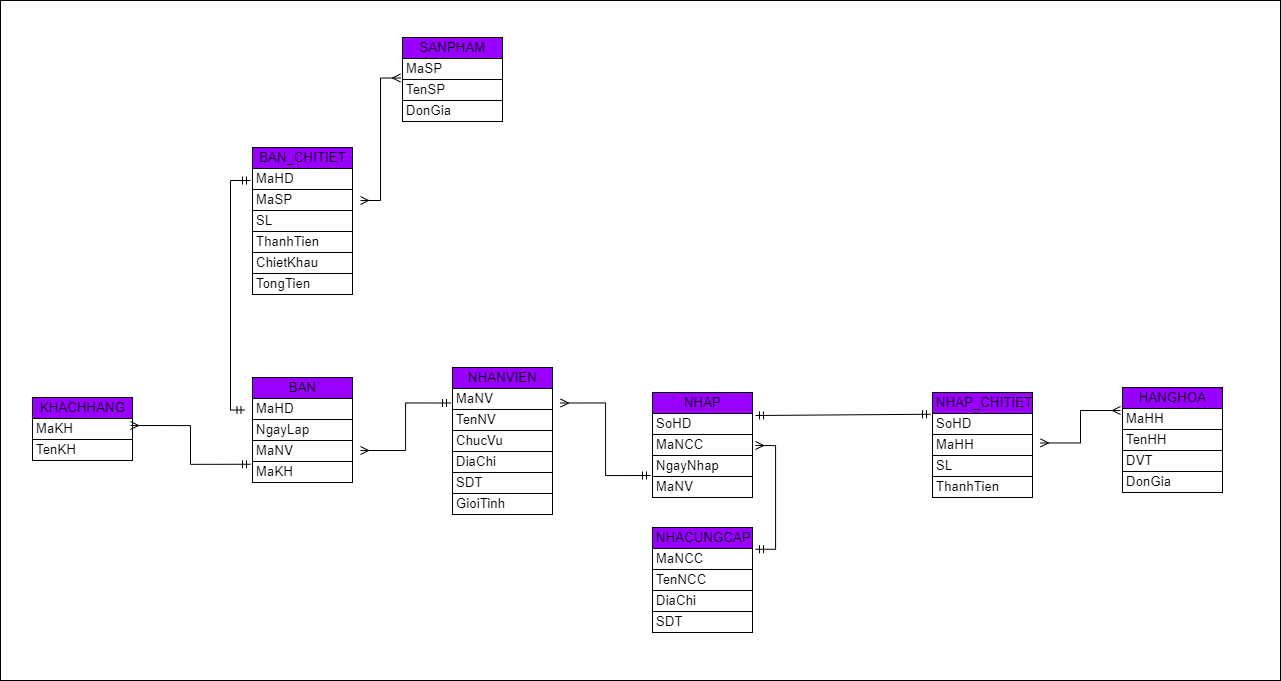 SANPHAM
MaSP
TenSP
DonGia
BAN_CHITIET
MaHD
MaSP
SL
ThanhTien
ChietKhau
TongTien
KHACHHANG
MaKH
TenKH
BAN
MaHD
NgayLap
MaNV
MaKH
NHANVIEN
MaNV
TenNV
ChucVu
DiaChi
SDT
GioiTinh
NHAP
SoHD
MaNCC
NgayNhap
MaNV
NHACUNGCAP
MaNCC
TenNCC
DiaChi
SDT
NHAP_CHITIET
SoHD
MaHH
SL
ThanhTien
HANGHOA
MaHH
TenHH
DVT
DonGia